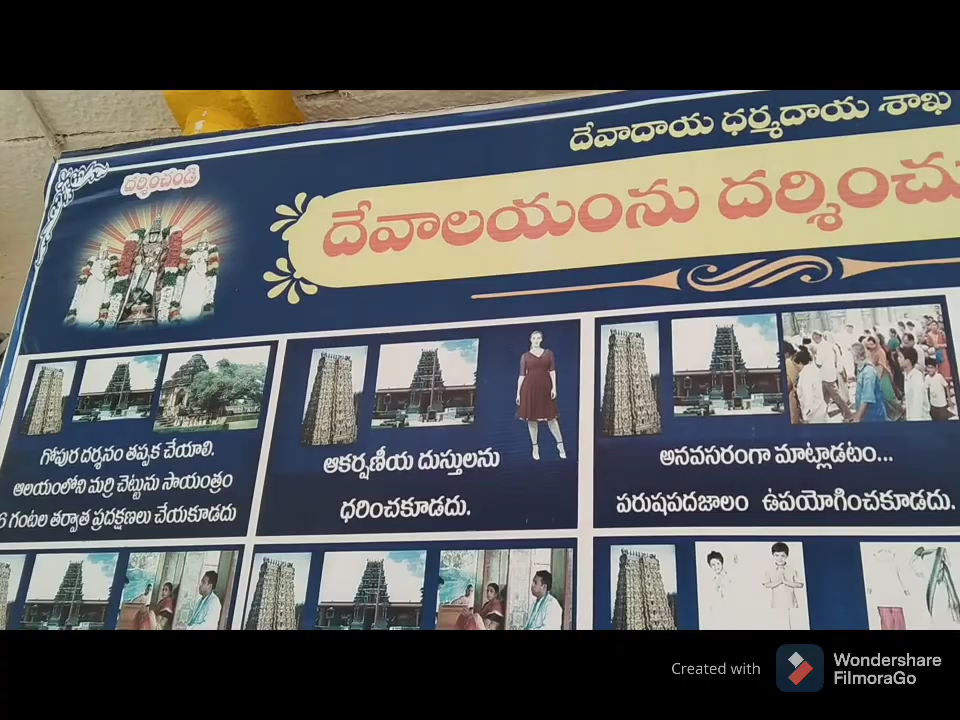 దేవాదాయ ధర్మదాయ శాఖ
దర్శించండి
దేవాలయంను దర్శించు
గోపుర దర్శనం తప్పక చేయాలి.
ఆలయంలోని మర్రి చెట్టును సాయంత్రం
6 గంటల తర్వాత ప్రదక్షణలు చేయకూడదు
ఆకర్షణీయ దుస్తులను
ధరించకూడదు.
అనవసరంగా మాట్లాడటం...
పరుషపదజాలం ఉపయోగించకూడదు.
Created with
Wondershare
FilmoraGo